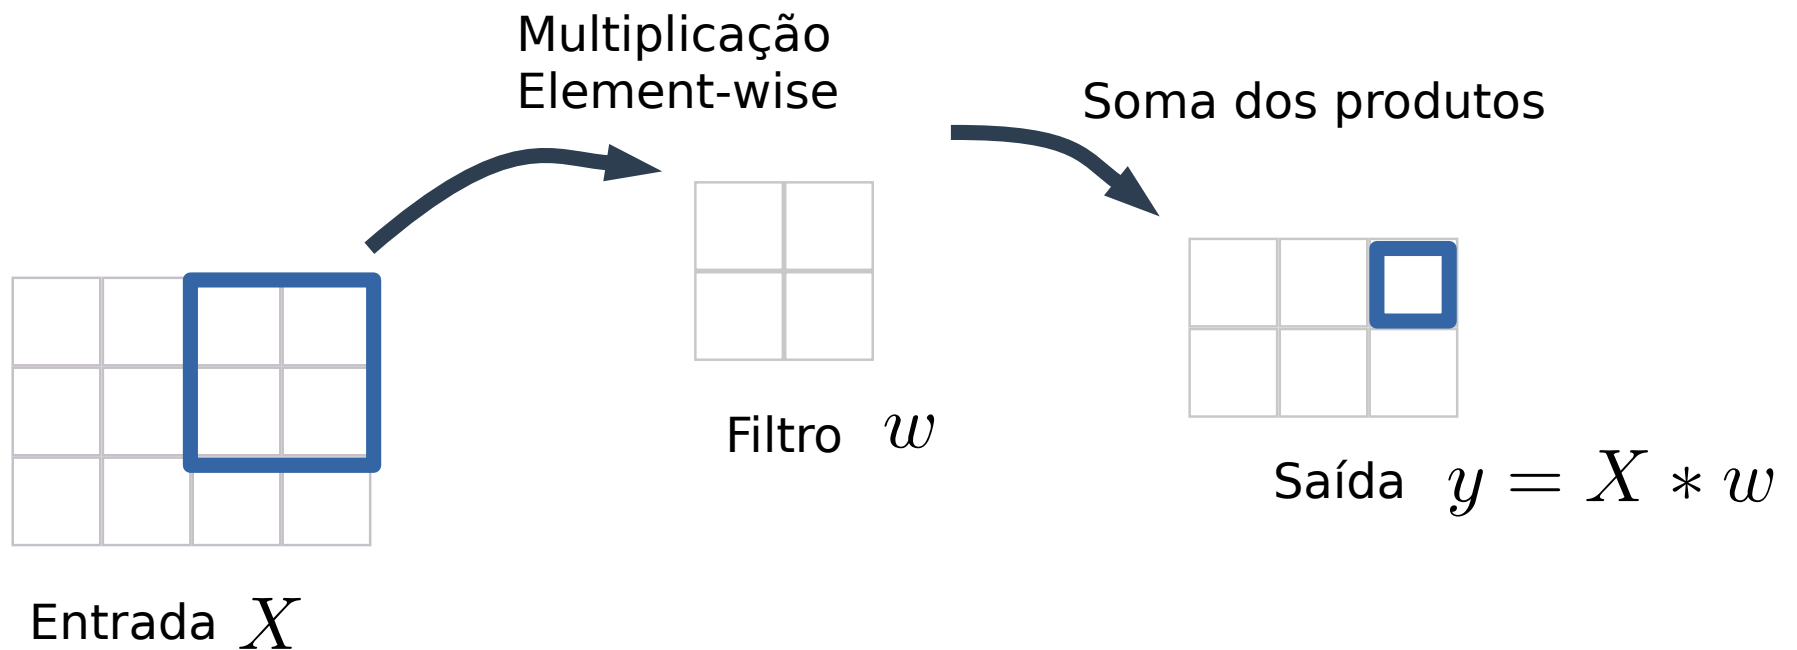 Multiplicação
Element-wise
Soma dos produtos
Filtro w
Saída y = X * w
Entrada X